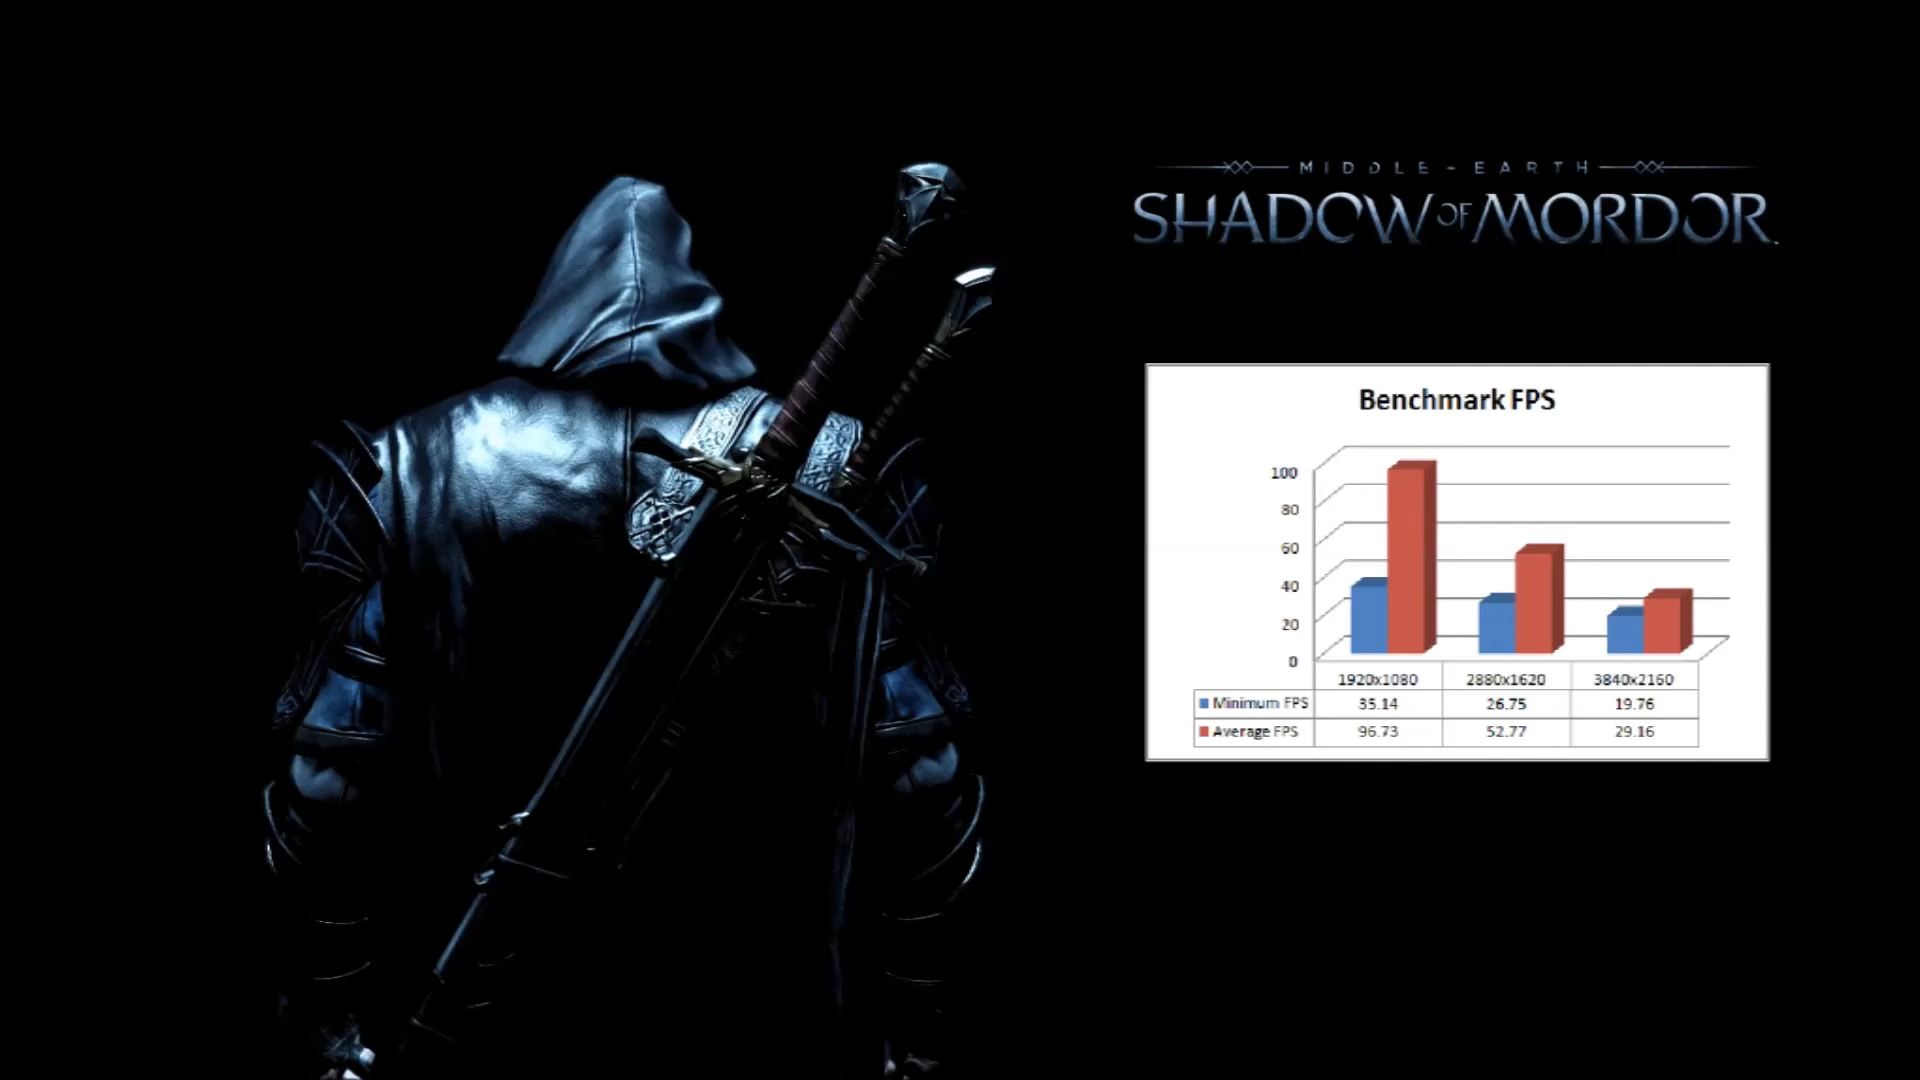 MIDDLE-EARTH
SHADOW OF MORDOR.
Benchmark FPS
100
80
60
40
20
0
1920x1080 2880x1620 3840x2160
Minimum FPS 35.14 26.75 19.76
Average FPS 96.73 52.77 29.16